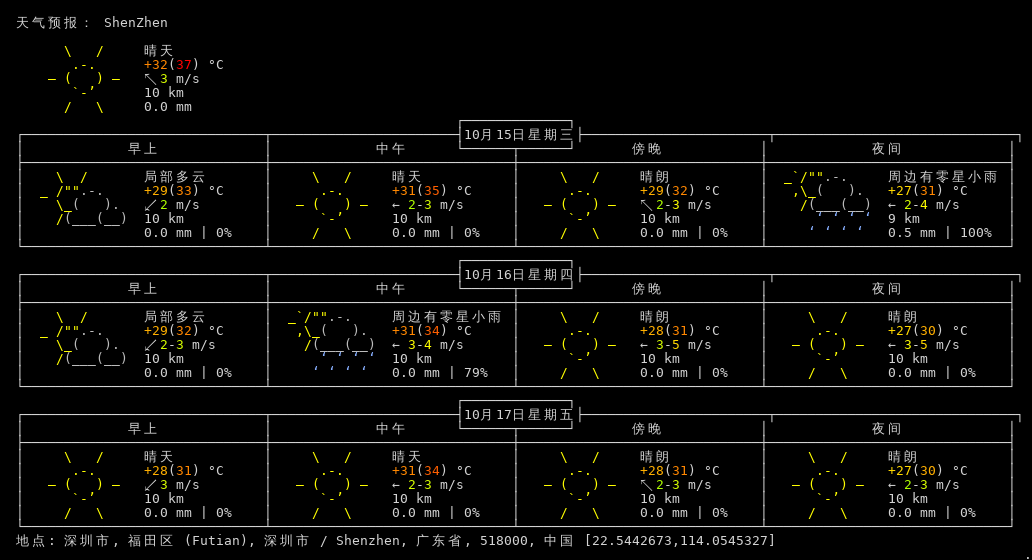 天气预报： ShenZhen
晴天
+32(37) °C
↖ 3 m/s
10 km
0.0 mm
10月15日星期三
早上 中午 傍晚 夜间
局部多云 晴天 晴朗 周边有零星小雨
+29(33) °C +31(35) °C +29(32) °C +27(31) °C
↙ 2 m/s ← 2-3 m/s ↖ 2-3 m/s ← 2-4 m/s
10 km 10 km 10 km 9 km
0.0 mm | 0% 0.0 mm | 0% 0.0 mm | 0% 0.5 mm | 100%
10月16日星期四
早上 中午 傍晚 夜间
局部多云 周边有零星小雨 晴朗 晴朗
+29(32) °C +31(34) °C +28(31) °C +27(30) °C
↙ 2-3 m/s ← 3-4 m/s ← 3-5 m/s ← 3-5 m/s
10 km 10 km 10 km 10 km
0.0 mm | 0% 0.0 mm | 79% 0.0 mm | 0% 0.0 mm | 0%
10月17日星期五
早上 中午 傍晚 夜间
晴天 晴天 晴朗 晴朗
+28(31) °C +31(34) °C +28(31) °C +27(30) °C
↙ 3 m/s ← 2-3 m/s ↖ 2-3 m/s ← 2-3 m/s
10 km 10 km 10 km 10 km
0.0 mm | 0% 0.0 mm | 0% 0.0 mm | 0% 0.0 mm | 0%
地点: 深圳市, 福田区 (Futian), 深圳市 / Shenzhen, 广东省, 518000, 中国 [22.5442673,114.0545327]